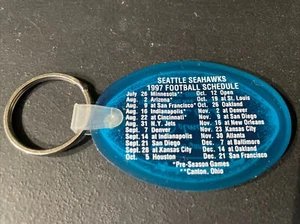 SEATTLE SEAHAWKS
1997 FOOTBALL SCHEDULE
July 26 Minnesota** Oct. 12 Open
Aug. 2 Arizona* Oct. 19 at St. Louis
Aug. 9 at San Francisco* Oct. 26 Oakland
Aug. 16 Indianapolis* Nov. 2 at Denver
Aug. 22 at Cincinnati* Nov. 9 at San Diego
Aug. 31 N.Y. Jets Nov. 16 at New Orleans
Sept. 7 Denver Nov. 23 Kansas City
Sept. 14 at Indianapolis Nov. 30 Atlanta
Sept. 21 San Diego Dec. 7 at Baltimore
Sept. 28 at Kansas City Dec. 14 at Oakland
Oct. 5 Houston Dec. 21 San Francisco
*Pre-Season Games
**Canton, Ohio